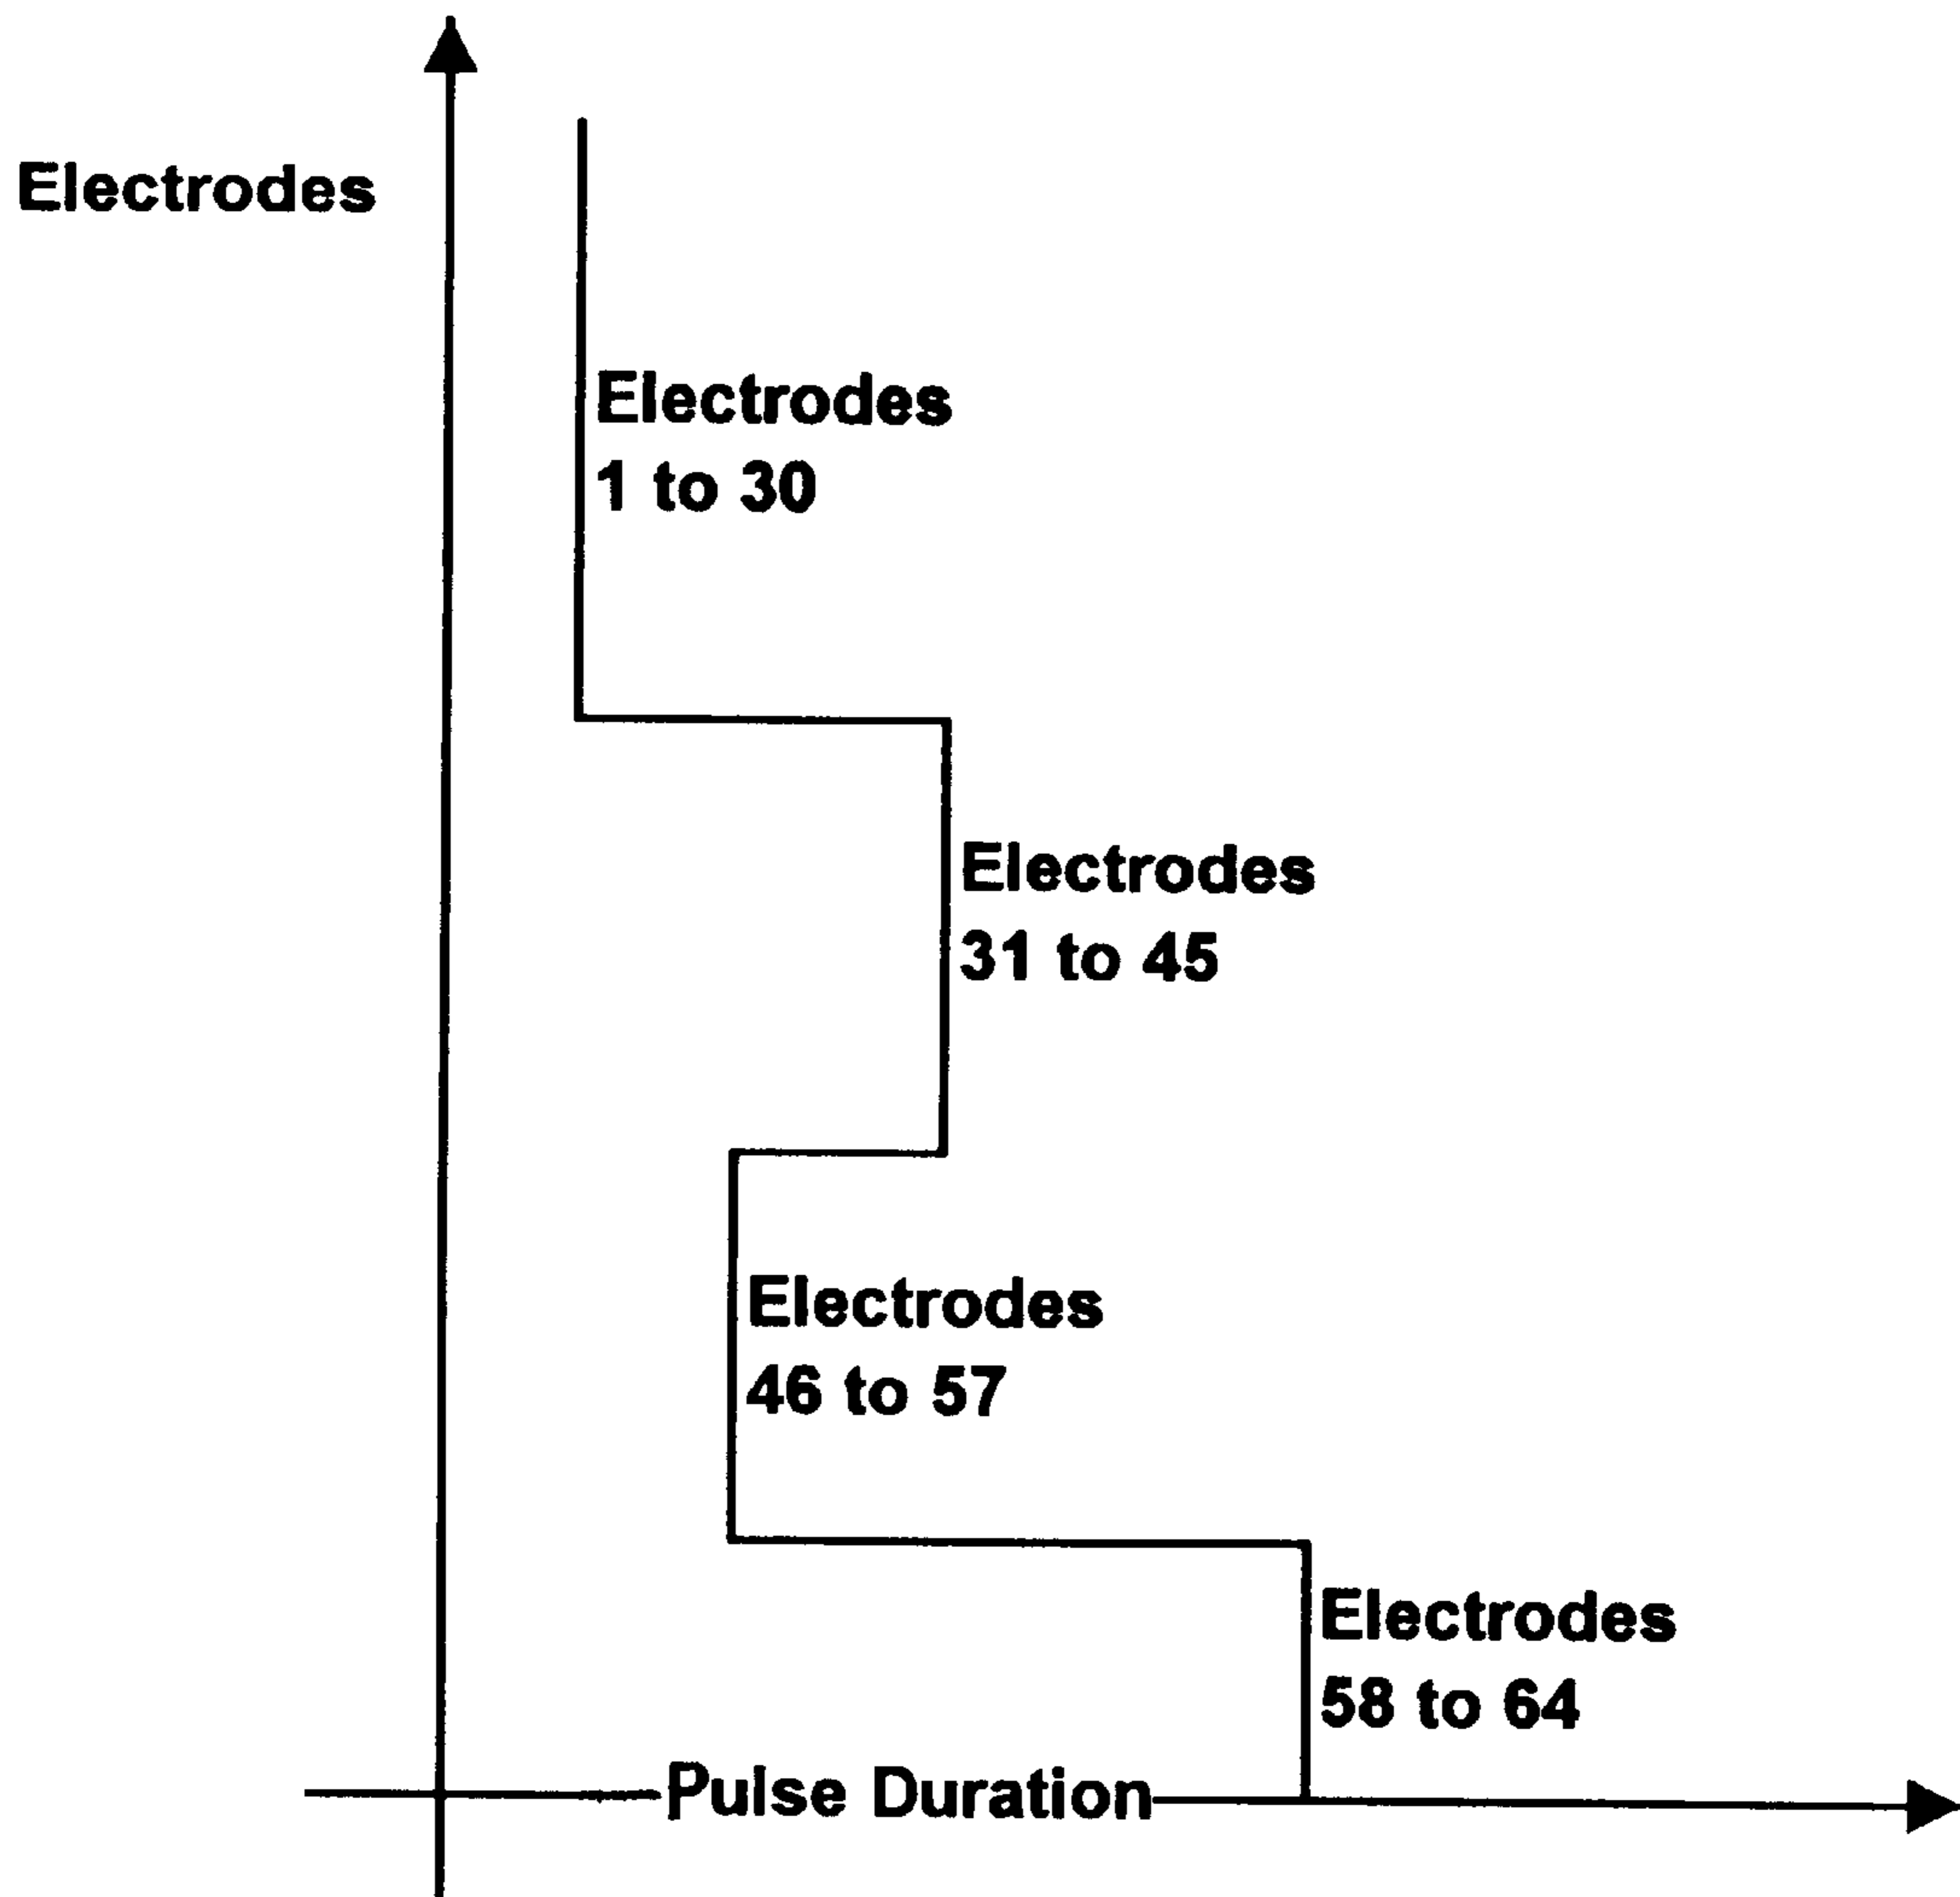 Electrodes
Electrodes
1 to 30
Electrodes
31 to 45
Electrodes
46 to 57
Electrodes
58 to 64
Pulse Duration